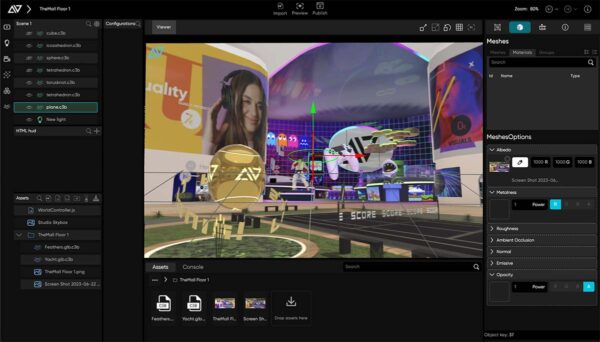 TheMall Floor 1
Import
Preview
Publish
Zoom: 80%
Scene 1
cube.c3b
icosahedron.c3b
sphere.c3b
tetrahedron.c3b
torusknot.c3b
tetrahedron.c3b
plane.c3b
New light
HTML hud
Configurations
Viewer
uality
VISUALS
SCORE SCORE SCORE
Meshes
Meshes
Materials
Groups
Search
Id
Name
Type
MeshesOptions
Albedo
1000 R
1000 G
1000 B
Screen Shot 2023-06...
Metalness
1
Power
R
G
B
A
Roughness
Ambient Occlusion
Normal
Emissive
Opacity
1
Power
R
G
B
A
Object key: 37
Assets
WorldController.js
Studio Skybox
TheMall Floor 1
Feathers.glb.c3b
Yacht.glb.c3b
TheMall Floor 1.png
Screen Shot 2023-06-22 ...
Assets
Console
Search
TheMall Floor 1
C3B
C3B
Feathers....
Yacht.glb....
TheMall Fl...
Screen Sh...
Drop assets here